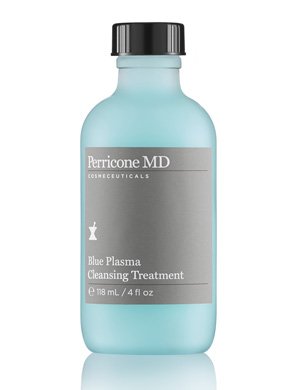 Perricone MD
COSMECEUTICALS
Blue Plasma
Cleansing Treatment
℮ 118 mL / 4 fl oz